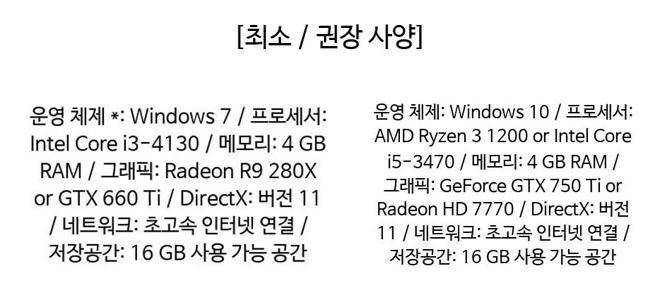 [최소 / 권장 사양]
운영 체제 *: Windows 7 / 프로세서:
Intel Core i3-4130 / 메모리: 4 GB
RAM / 그래픽: Radeon R9 280X
or GTX 660 Ti / DirectX: 버전 11
/ 네트워크: 초고속 인터넷 연결 /
저장공간: 16 GB 사용 가능 공간
운영 체제: Windows 10 / 프로세서:
AMD Ryzen 3 1200 or Intel Core
i5-3470 / 메모리: 4 GB RAM /
그래픽: GeForce GTX 750 Ti or
Radeon HD 7770 / DirectX: 버전
11 / 네트워크: 초고속 인터넷 연결 /
저장공간: 16 GB 사용 가능 공간